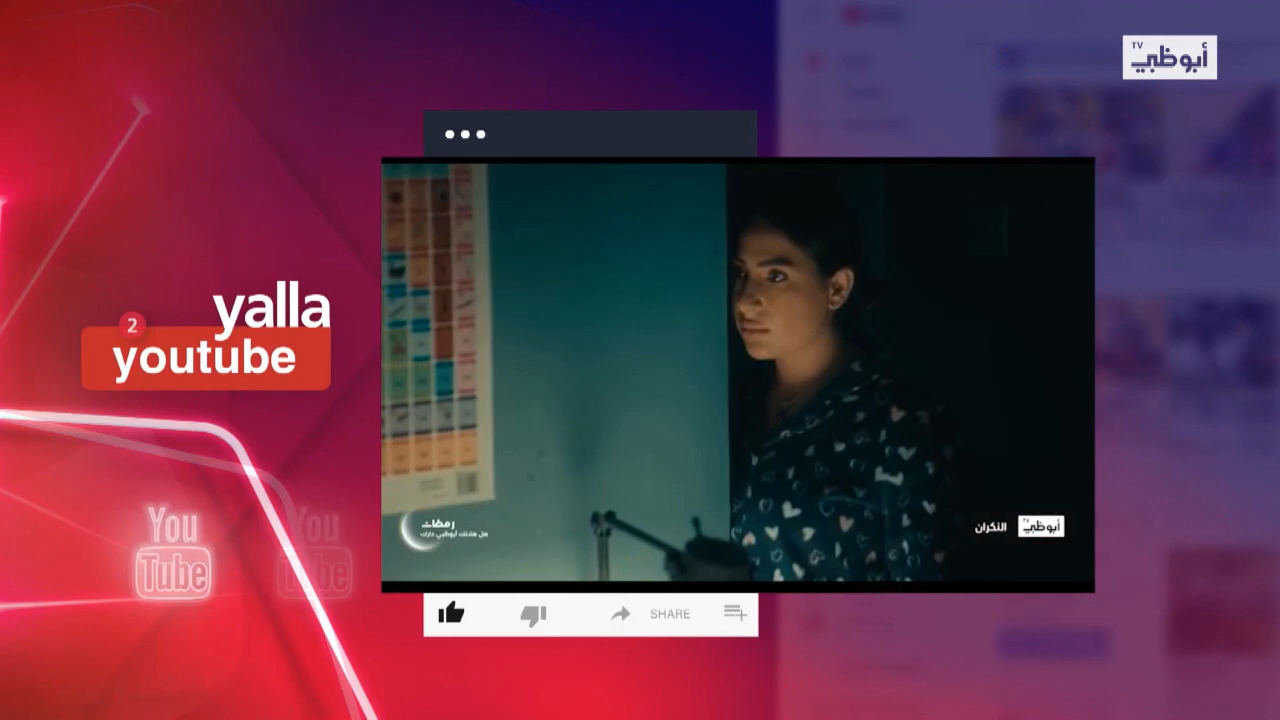 TV
أبوظبي
yalla
2
youtube
You
Tube
You
Tube
رمضان
هل هلالك أبوظبي دارك
النكران
أبوظبي
TV
SHARE